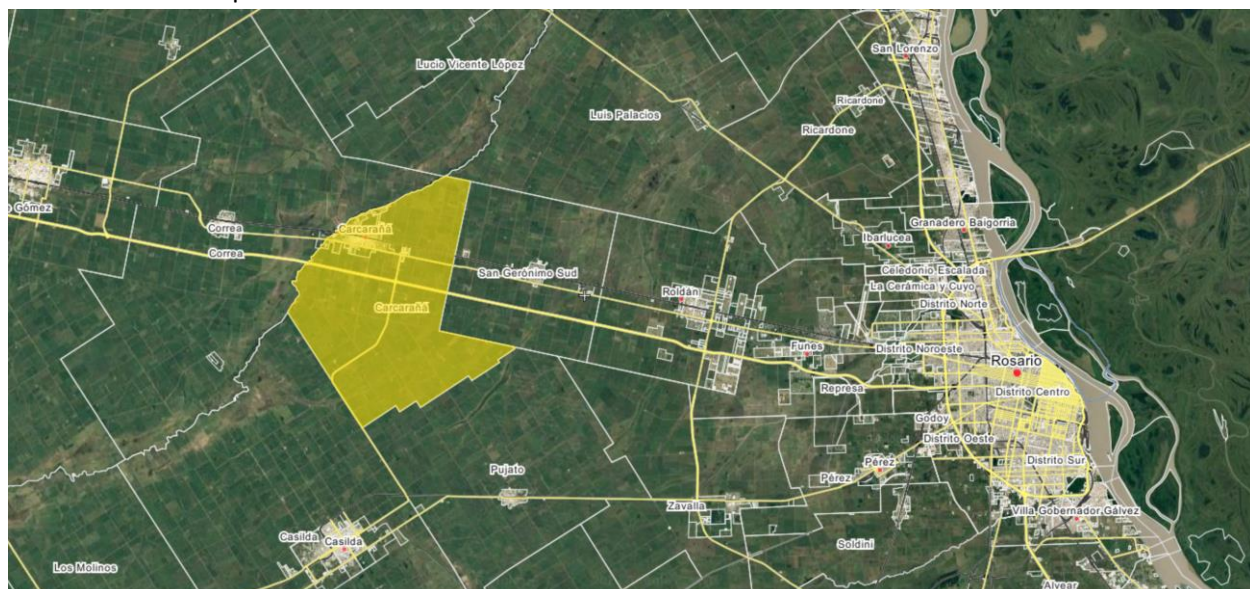 San Lorenzo
Lucio Vicente López
Ricardone
Luis Palacios
Ricardone
Gómez
Correa
Carcarañá
Granadero Baigorria
Ibarlucea
Correa
Celedonio Escalada
San Gerónimo Sud
La Cerámica y Cuyo
Roldán
Distrito Norte
Carcarañá
Funes
Distrito Noroeste
Rosario
Represa
Distrito Centro
Godoy
Distrito Oeste
Distrito Sur
Pérez
Pujato
Pérez
Zavalla
Villa Gobernador Gálvez
Casilda
Casilda
Soldini
Los Molinos
Alvear